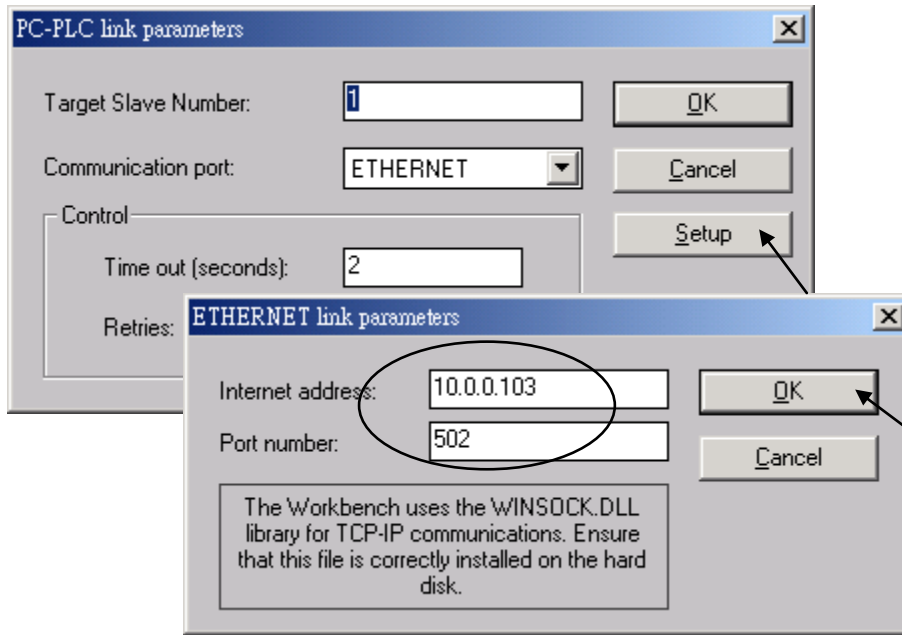 PC-PLC link parameters
Target Slave Number: 1
OK
Communication port: ETHERNET
Cancel
Control
Setup
Time out (seconds): 2
Retries:
ETHERNET link parameters
Internet address: 10.0.0.103
OK
Port number: 502
Cancel
The Workbench uses the WINSOCK.DLL
library for TCP-IP communications. Ensure
that this file is correctly installed on the hard
disk.